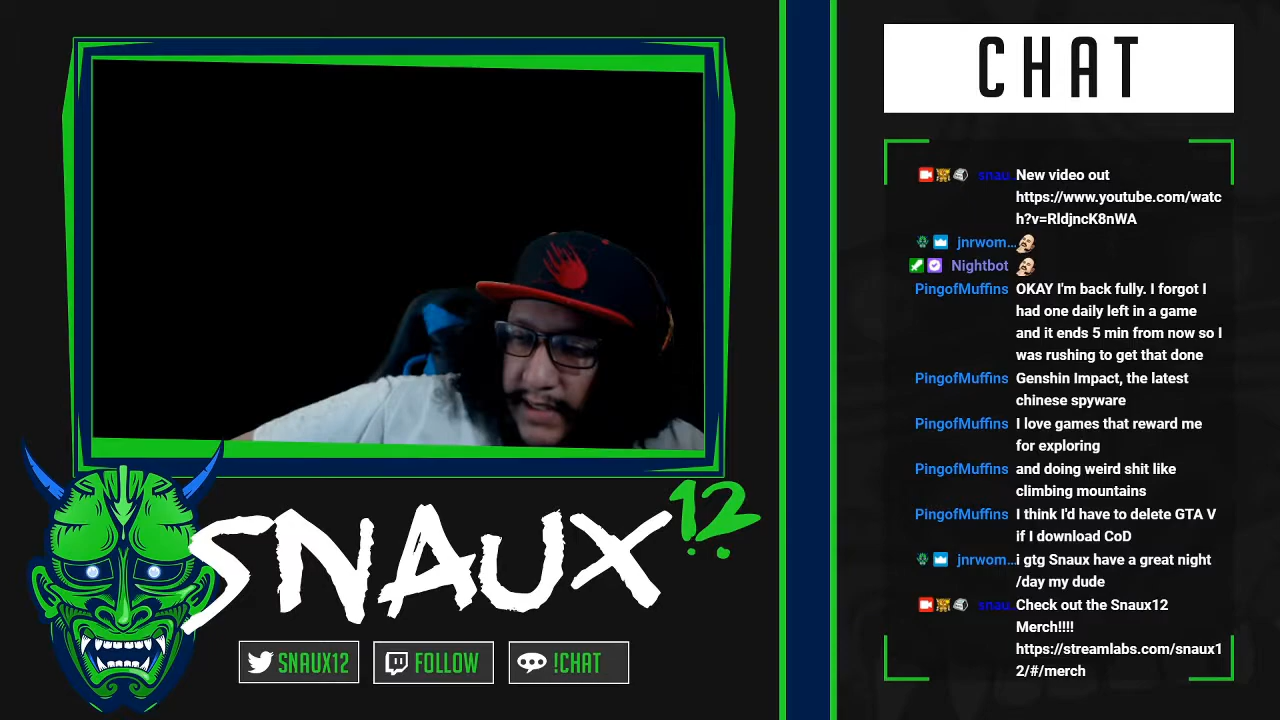 CHAT
snau… New video out
https://www.youtube.com/watc
h?v=RldjncK8nWA
jnrwom…
Nightbot
PingofMuffins OKAY I'm back fully. I forgot I
had one daily left in a game
and it ends 5 min from now so I
was rushing to get that done
PingofMuffins Genshin Impact, the latest
chinese spyware
PingofMuffins I love games that reward me
for exploring
PingofMuffins and doing weird shit like
climbing mountains
PingofMuffins I think I'd have to delete GTA V
if I download CoD
jnrwom… i gtg Snaux have a great night
/day my dude
snau… Check out the Snaux12
Merch!!!!
https://streamlabs.com/snaux1
2/#/merch
SNAUX12
SNAUX12
FOLLOW
!CHAT